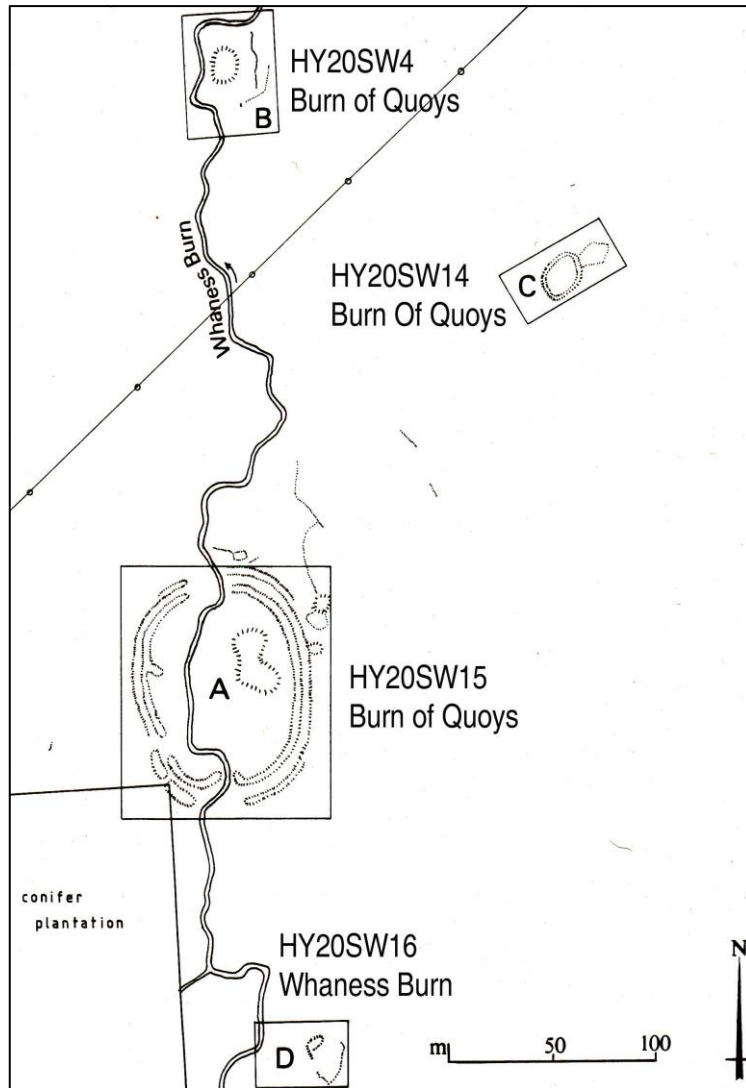 HY20SW4
Burn of Quoys
B
Whaness Burn
HY20SW14
Burn Of Quoys
C
A
HY20SW15
Burn of Quoys
conifer
plantation
HY20SW16
Whaness Burn
D
N
m 50 100